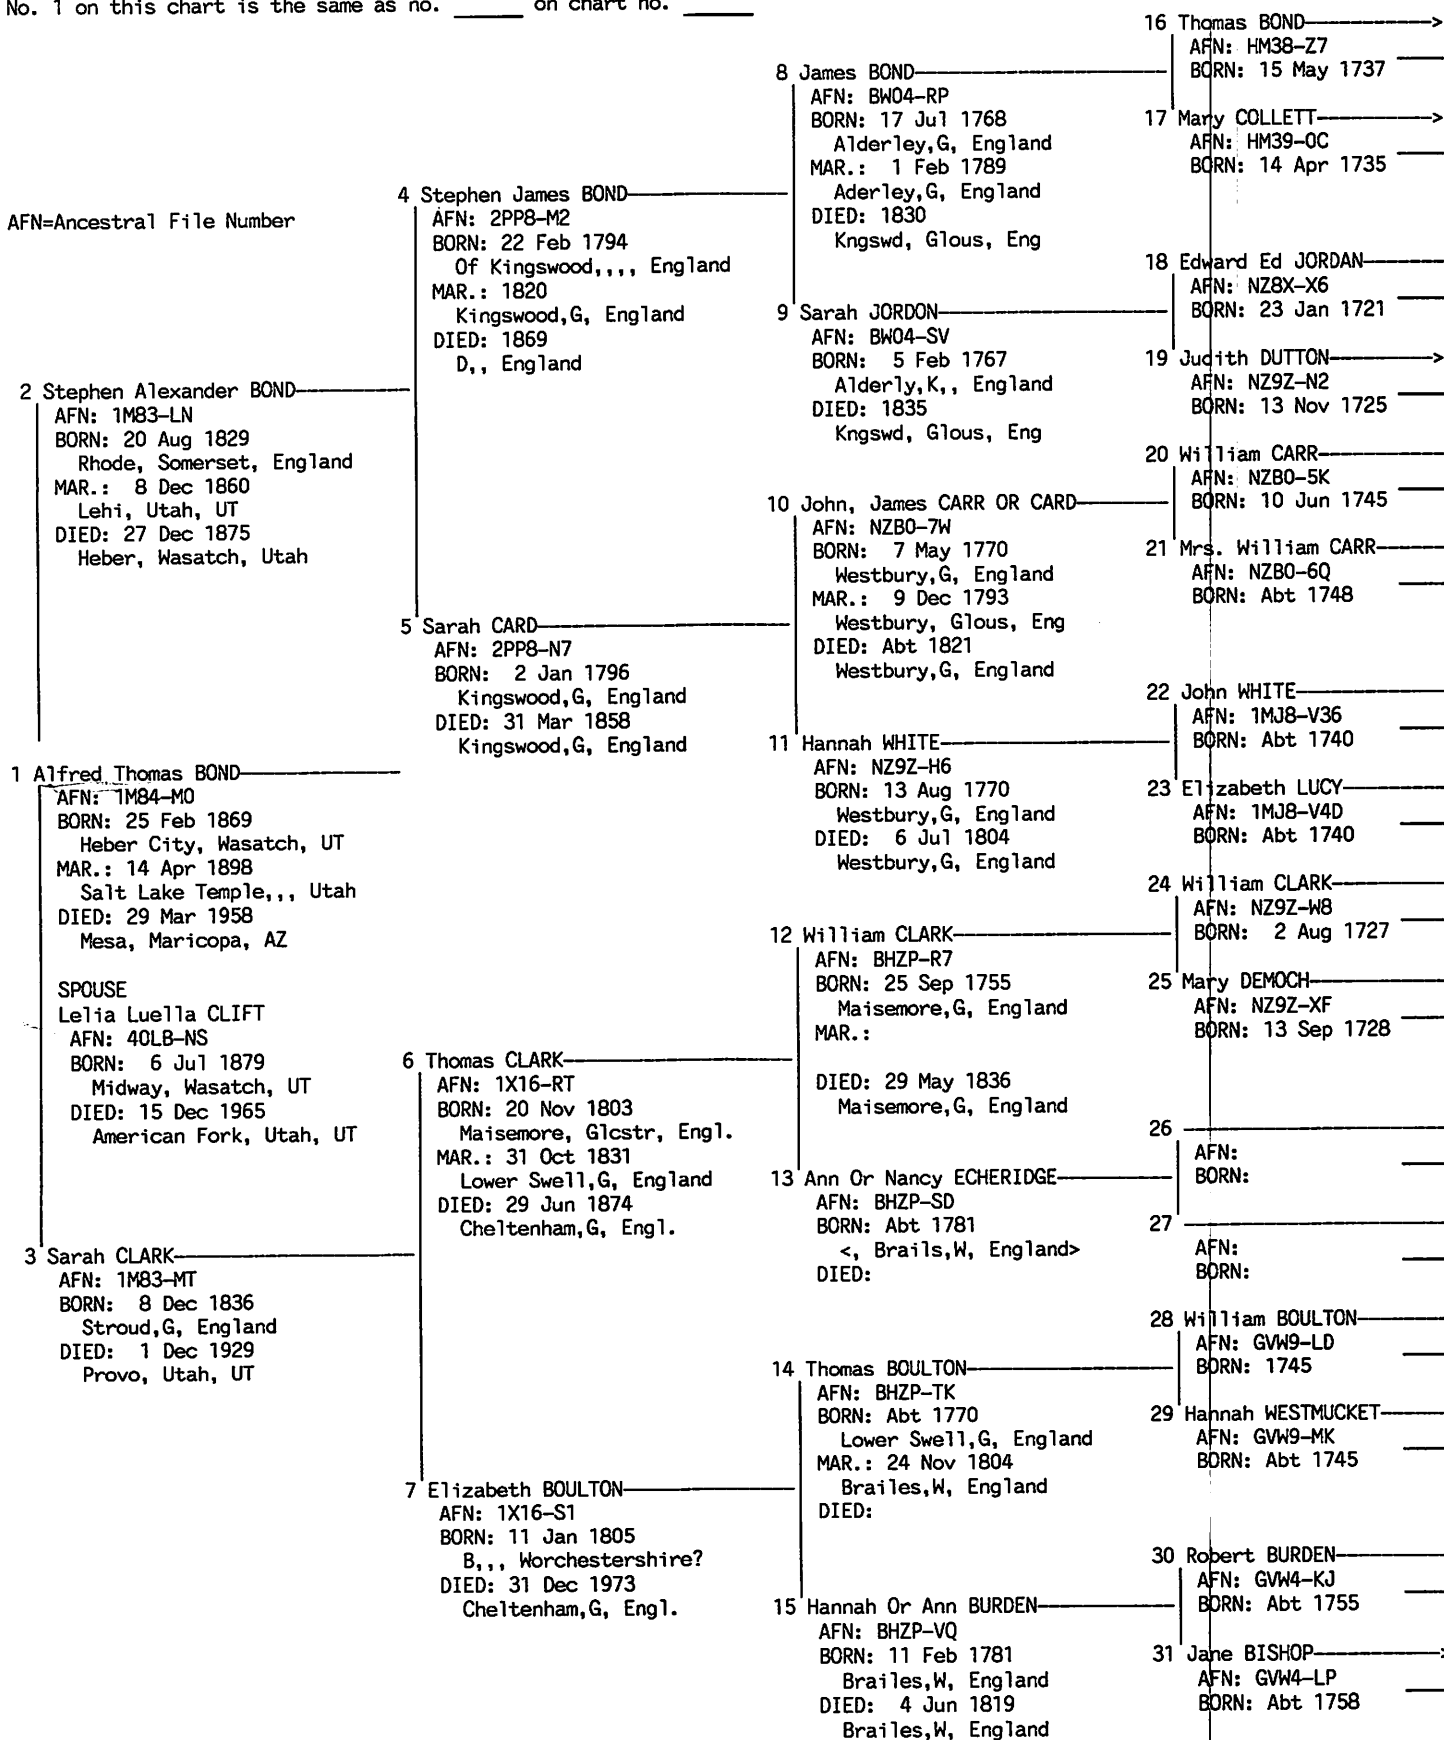 No. 1 on this chart is the same as no. ______ on chart no. ______
AFN=Ancestral File Number
1 Alfred Thomas BOND
AFN: 1M84-M0
BORN: 25 Feb 1869
Heber City, Wasatch, UT
MAR.: 14 Apr 1898
Salt Lake Temple,,, Utah
DIED: 29 Mar 1958
Mesa, Maricopa, AZ
SPOUSE
Lelia Luella CLIFT
AFN: 40LB-NS
BORN: 6 Jul 1879
Midway, Wasatch, UT
DIED: 15 Dec 1965
American Fork, Utah, UT
2 Stephen Alexander BOND
AFN: 1M83-LN
BORN: 20 Aug 1829
Rhode, Somerset, England
MAR.: 8 Dec 1860
Lehi, Utah, UT
DIED: 27 Dec 1875
Heber, Wasatch, Utah
3 Sarah CLARK
AFN: 1M83-MT
BORN: 8 Dec 1836
Stroud,G, England
DIED: 1 Dec 1929
Provo, Utah, UT
4 Stephen James BOND
AFN: 2PP8-M2
BORN: 22 Feb 1794
Of Kingswood,,,, England
MAR.: 1820
Kingswood,G, England
DIED: 1869
D,, England
5 Sarah CARD
AFN: 2PP8-N7
BORN: 2 Jan 1796
Kingswood,G, England
DIED: 31 Mar 1858
Kingswood,G, England
6 Thomas CLARK
AFN: 1X16-RT
BORN: 20 Nov 1803
Maisemore, Glcstr, Engl.
MAR.: 31 Oct 1831
Lower Swell,G, England
DIED: 29 Jun 1874
Cheltenham,G, Engl.
7 Elizabeth BOULTON
AFN: 1X16-S1
BORN: 11 Jan 1805
B,,, Worchestershire?
DIED: 31 Dec 1973
Cheltenham,G, Engl.
8 James BOND
AFN: BW04-RP
BORN: 17 Jul 1768
Alderley,G, England
MAR.: 1 Feb 1789
Aderley,G, England
DIED: 1830
Kngswd, Glous, Eng
9 Sarah JORDON
AFN: BW04-SV
BORN: 5 Feb 1767
Alderly,K,, England
DIED: 1835
Kngswd, Glous, Eng
10 John, James CARR OR CARD
AFN: NZB0-7W
BORN: 7 May 1770
Westbury,G, England
MAR.: 9 Dec 1793
Westbury, Glous, Eng
DIED: Abt 1821
Westbury,G, England
11 Hannah WHITE
AFN: NZ9Z-H6
BORN: 13 Aug 1770
Westbury,G, England
DIED: 6 Jul 1804
Westbury,G, England
12 William CLARK
AFN: BHZP-R7
BORN: 25 Sep 1755
Maisemore,G, England
MAR.:
DIED: 29 May 1836
Maisemore,G, England
13 Ann Or Nancy ECHERIDGE
AFN: BHZP-SD
BORN: Abt 1781
<, Brails,W, England>
DIED:
14 Thomas BOULTON
AFN: BHZP-TK
BORN: Abt 1770
Lower Swell,G, England
MAR.: 24 Nov 1804
Brailes,W, England
DIED:
15 Hannah Or Ann BURDEN
AFN: BHZP-VQ
BORN: 11 Feb 1781
Brailes,W, England
DIED: 4 Jun 1819
Brailes,W, England
16 Thomas BOND
AFN: HM38-Z7
BORN: 15 May 1737
17 Mary COLLETT
AFN: HM39-0C
BORN: 14 Apr 1735
18 Edward Ed JORDAN
AFN: NZ8X-X6
BORN: 23 Jan 1721
19 Judith DUTTON
AFN: NZ9Z-N2
BORN: 13 Nov 1725
20 William CARR
AFN: NZB0-5K
BORN: 10 Jun 1745
21 Mrs. William CARR
AFN: NZB0-6Q
BORN: Abt 1748
22 John WHITE
AFN: 1MJ8-V36
BORN: Abt 1740
23 Elizabeth LUCY
AFN: 1MJ8-V4D
BORN: Abt 1740
24 William CLARK
AFN: NZ9Z-W8
BORN: 2 Aug 1727
25 Mary DEMOCH
AFN: NZ9Z-XF
BORN: 13 Sep 1728
26
AFN:
BORN:
27
AFN:
BORN:
28 William BOULTON
AFN: GVW9-LD
BORN: 1745
29 Hannah WESTMUCKET
AFN: GVW9-MK
BORN: Abt 1745
30 Robert BURDEN
AFN: GVW4-KJ
BORN: Abt 1755
31 Jane BISHOP
AFN: GVW4-LP
BORN: Abt 1758